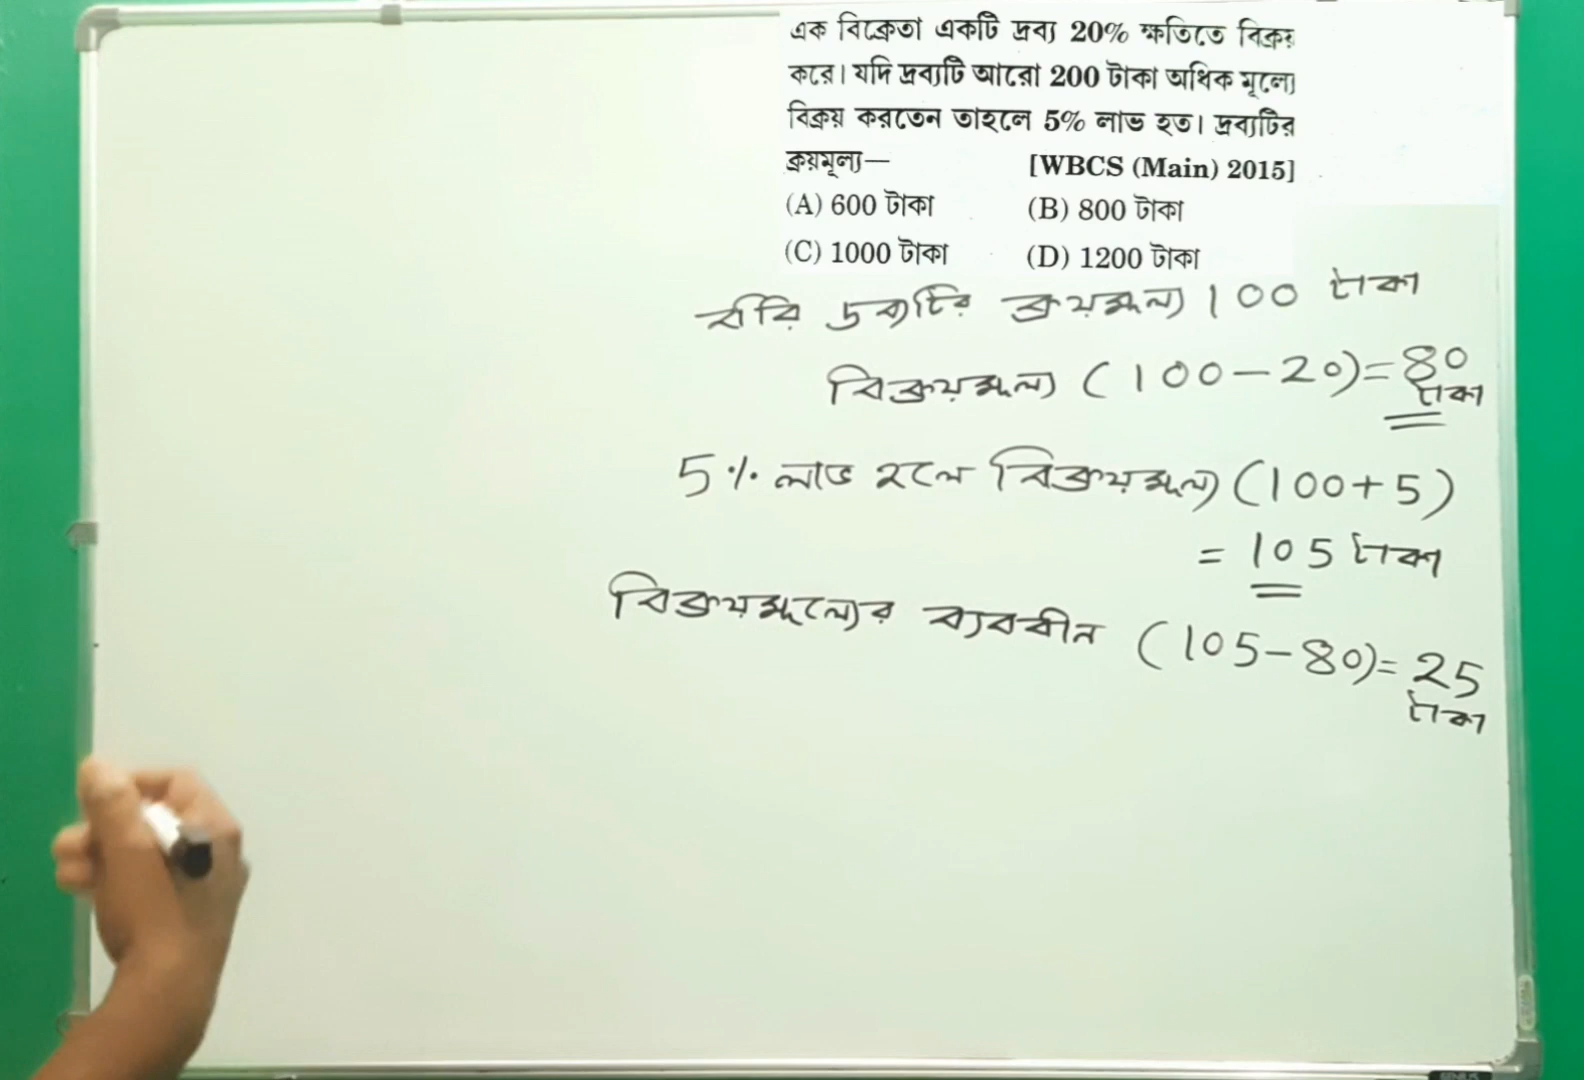 এক বিক্রেতা একটি দ্রব্য 20% ক্ষতিতে বিক্রয়
করে। যদি দ্রব্যটি আরো 200 টাকা অধিক মূল্যে
বিক্রয় করতেন তাহলে 5% লাভ হত। দ্রব্যটির
ক্রয়মূল্য— [WBCS (Main) 2015]
(A) 600 টাকা (B) 800 টাকা
(C) 1000 টাকা (D) 1200 টাকা
ধরি দ্রব্যটির ক্রয়মূল্য 100 টাকা
বিক্রয়মূল্য (100-20)=80
টাকা
5% লাভ হলে বিক্রয়মূল্য (100+5)
= 105 টাকা
বিক্রয়মূল্যের ব্যবধান (105-80)=25
টাকা